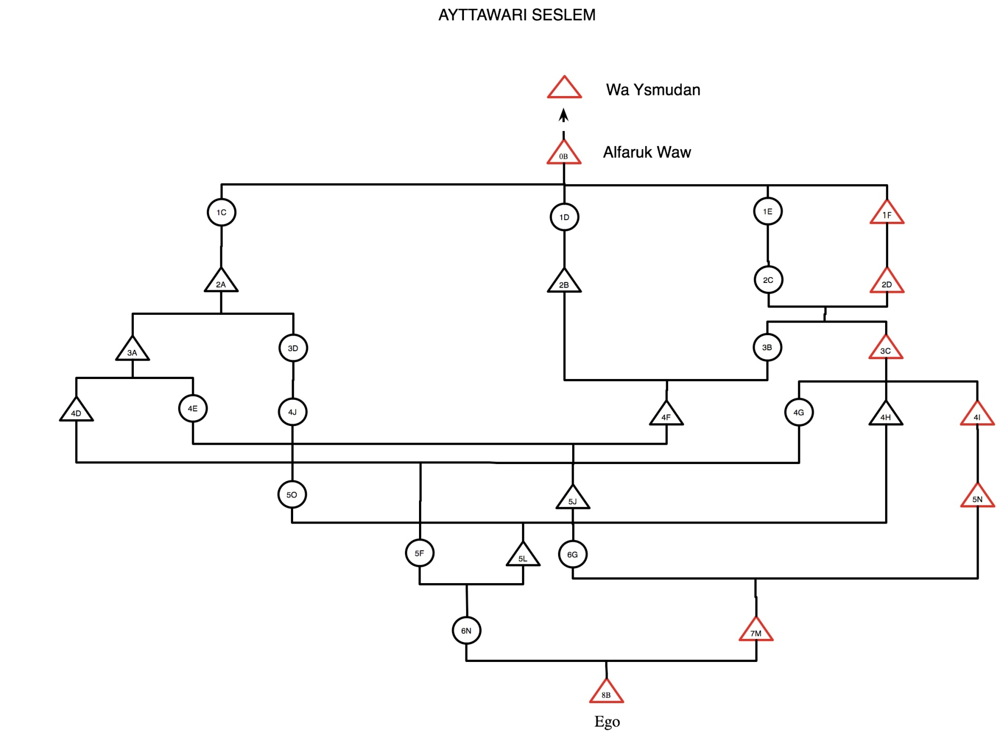 AYTTAWARI SESLEM
Wa Ysmudan
0B
Alfaruk Waw
1C
1D
1E
1F
2A
2B
2C
2D
3A
3D
3B
3C
4D
4E
4J
4F
4G
4H
4I
5O
5J
5N
5F
5L
6G
6N
7M
8B
Ego